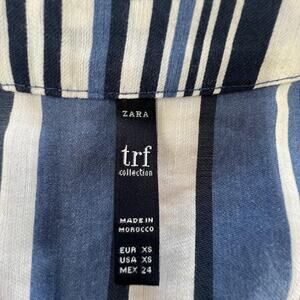 ZARA
trf
collection
MADE IN
MOROCCO
EUR XS
USA XS
MEX 24